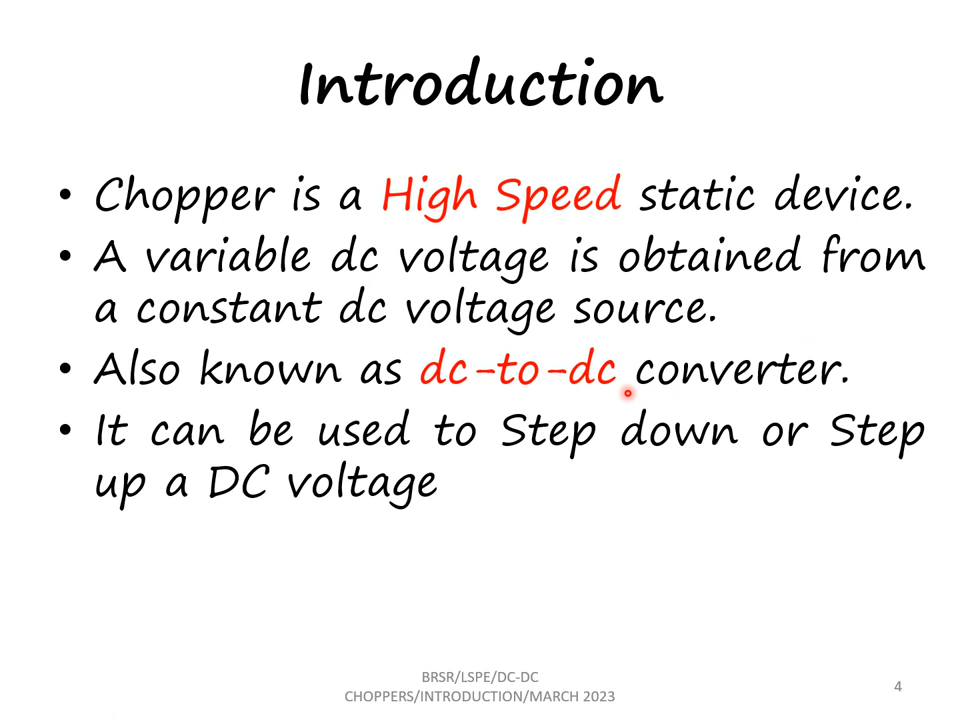 Introduction
• Chopper is a High Speed static device.
• A variable dc voltage is obtained from
a constant dc voltage source.
• Also known as dc-to-dc converter.
• It can be used to Step down or Step
up a DC voltage
BRSR/LSPE/DC-DC
CHOPPERS/INTRODUCTION/MARCH 2023
4